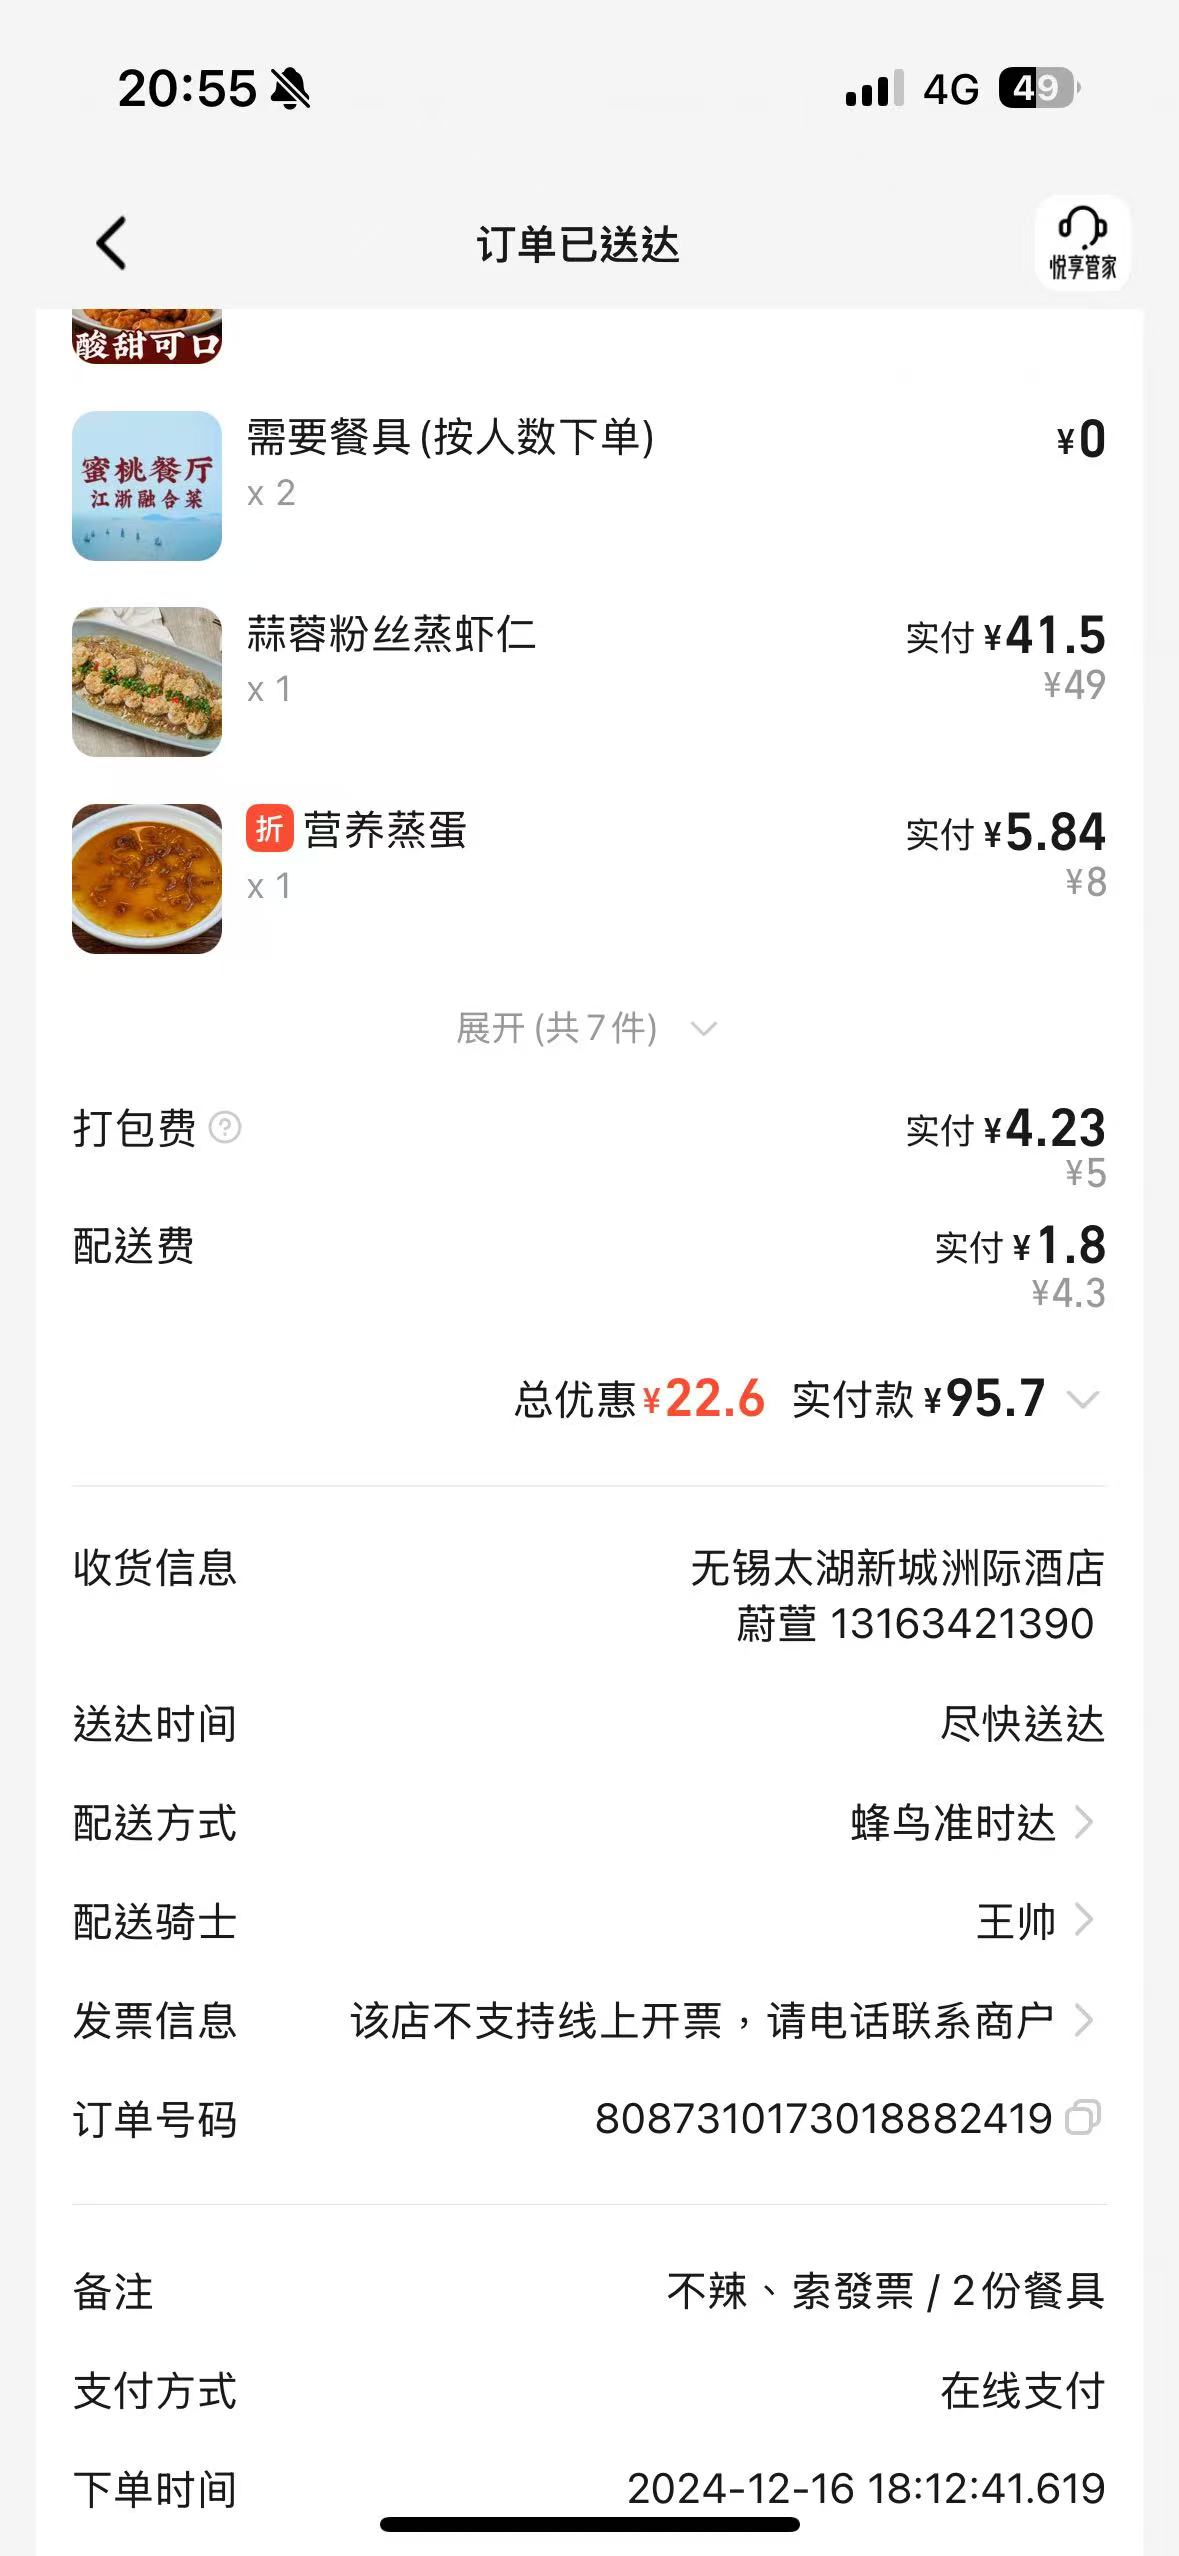 20:55
4G 49
订单已送达
悦享管家
酸甜可口
蜜桃餐厅
江浙融合菜
需要餐具(按人数下单)
¥0
x 2
蒜蓉粉丝蒸虾仁
实付 ¥41.5
x 1
¥49
折 营养蒸蛋
实付 ¥5.84
x 1
¥8
展开 (共7件)
打包费 ?
实付 ¥4.23
¥5
配送费
实付 ¥1.8
¥4.3
总优惠¥22.6 实付款 ¥95.7
收货信息
无锡太湖新城洲际酒店
蔚萱 13163421390
送达时间
尽快送达
配送方式
蜂鸟准时达
配送骑士
王帅
发票信息
该店不支持线上开票，请电话联系商户
订单号码
8087310173018882419
备注
不辣、索發票 / 2份餐具
支付方式
在线支付
下单时间
2024-12-16 18:12:41.619